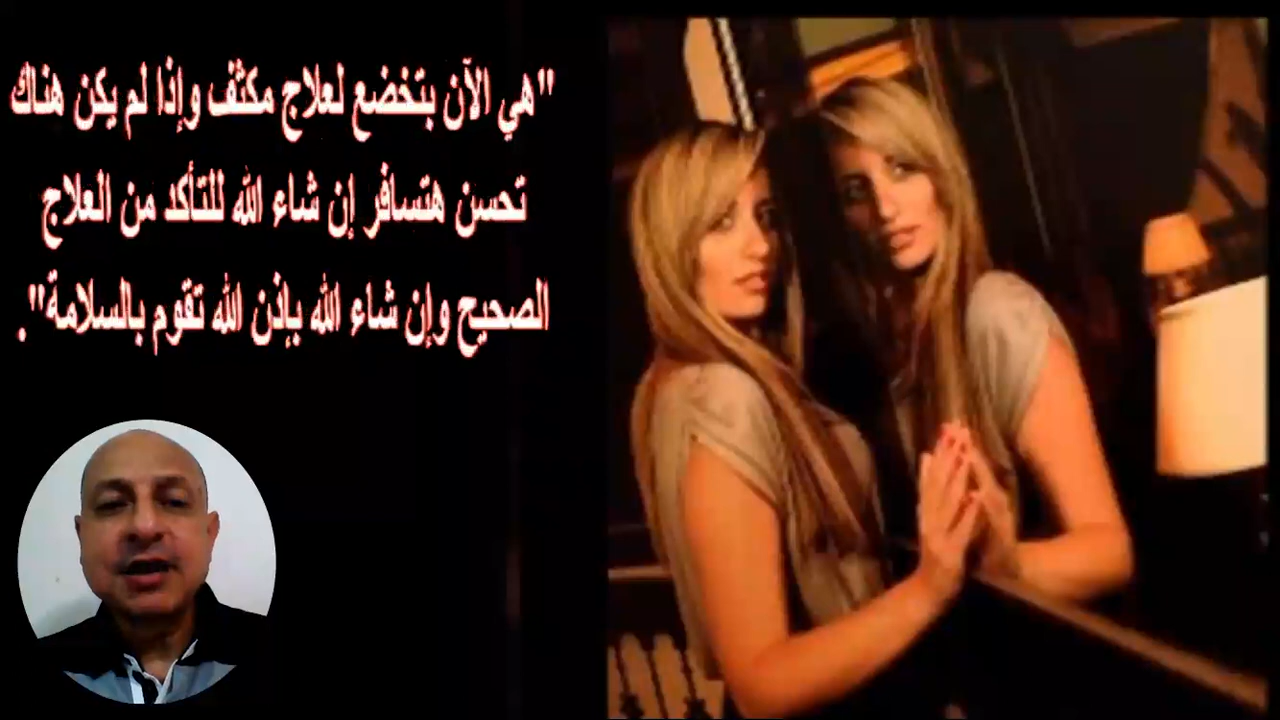 "هي الآن بتخضع لعلاج مكثف وإذا لم يكن هناك
تحسن هتسافر إن شاء الله للتأكد من العلاج
الصحيح وإن شاء الله بإذن الله تقوم بالسلامة".